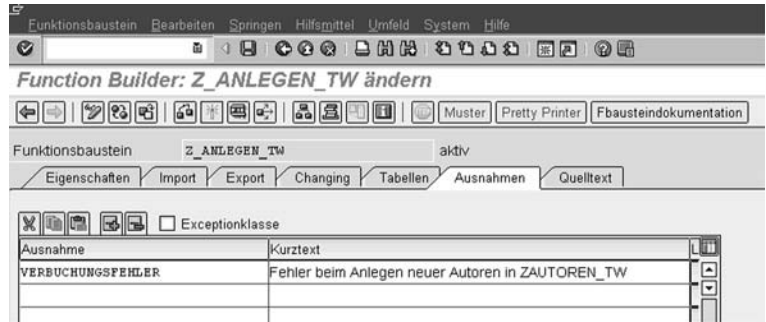 Funktionsbaustein Bearbeiten Springen Hilfsmittel Umfeld System Hilfe
Function Builder: Z_ANLEGEN_TW ändern
Muster Pretty Printer Fbausteindokumentation
Funktionsbaustein Z_ANLEGEN_TW aktiv
Eigenschaften Import Export Changing Tabellen Ausnahmen Quelltext
Exceptionklasse
Ausnahme Kurztext L
VERBUCHUNGSFEHLER Fehler beim Anlegen neuer Autoren in ZAUTOREN_TW